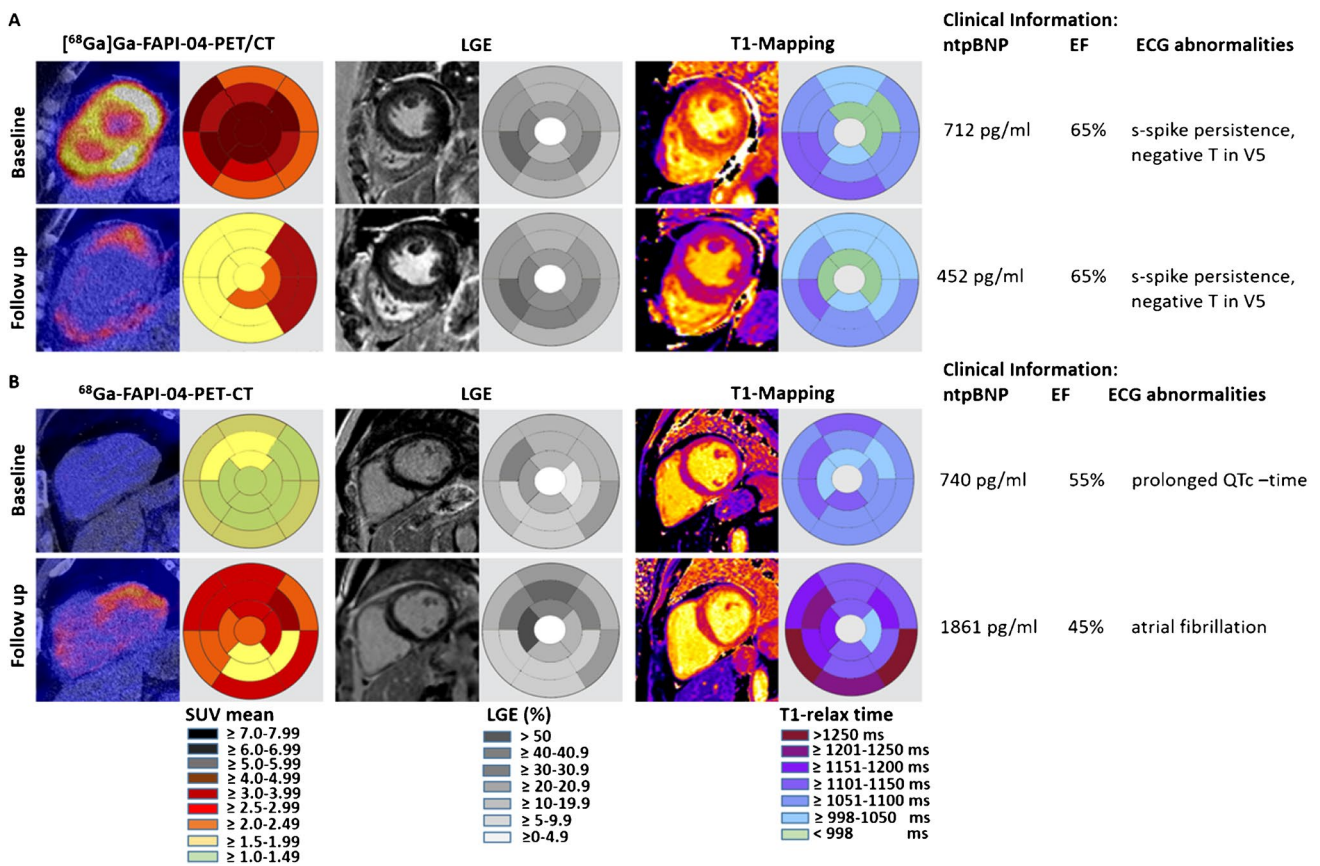 A
Clinical Information:
[⁶⁸Ga]Ga-FAPI-04-PET/CT LGE T1-Mapping ntpBNP EF ECG abnormalities
Baseline
712 pg/ml 65% s-spike persistence,
negative T in V5
Follow up
452 pg/ml 65% s-spike persistence,
negative T in V5
B
Clinical Information:
⁶⁸Ga-FAPI-04-PET-CT LGE T1-Mapping ntpBNP EF ECG abnormalities
Baseline
740 pg/ml 55% prolonged QTc –time
Follow up
1861 pg/ml 45% atrial fibrillation
SUV mean
≥ 7.0-7.99
≥ 6.0-6.99
≥ 5.0-5.99
≥ 4.0-4.99
≥ 3.0-3.99
≥ 2.5-2.99
≥ 2.0-2.49
≥ 1.5-1.99
≥ 1.0-1.49
LGE (%)
> 50
≥ 40-40.9
≥ 30-30.9
≥ 20-20.9
≥ 10-19.9
≥ 5-9.9
≥0-4.9
T1-relax time
>1250 ms
≥ 1201-1250 ms
≥ 1151-1200 ms
≥ 1101-1150 ms
≥ 1051-1100 ms
≥ 998-1050 ms
< 998 ms